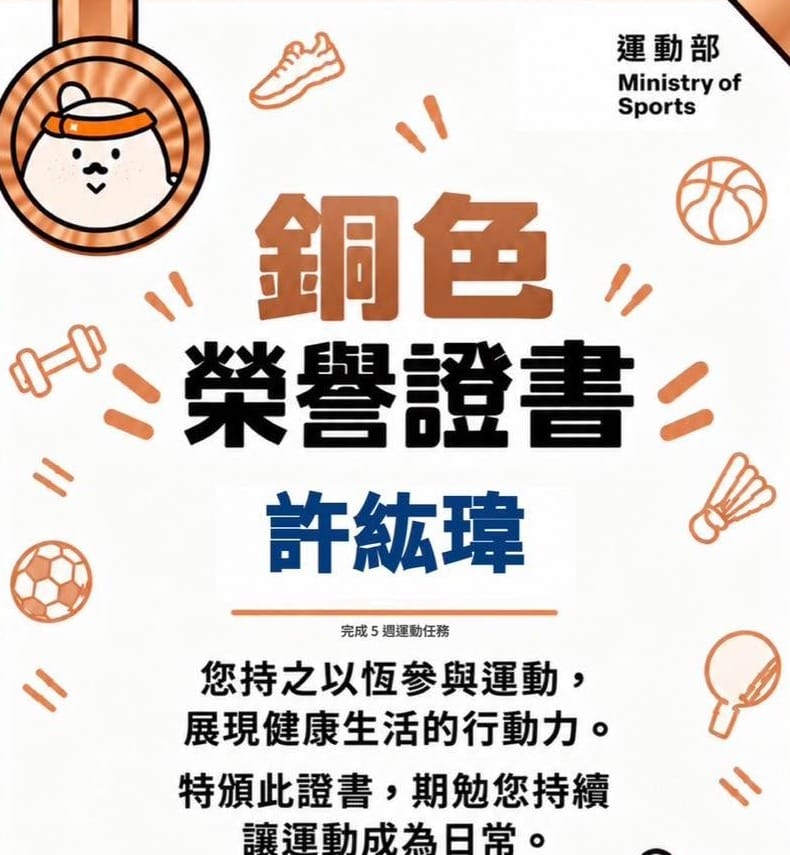 運動部
Ministry of
Sports
銅色
榮譽證書
許紘瑋
完成 5 週運動任務
您持之以恆參與運動，
展現健康生活的行動力。
特頒此證書，期勉您持續
讓運動成為日常。